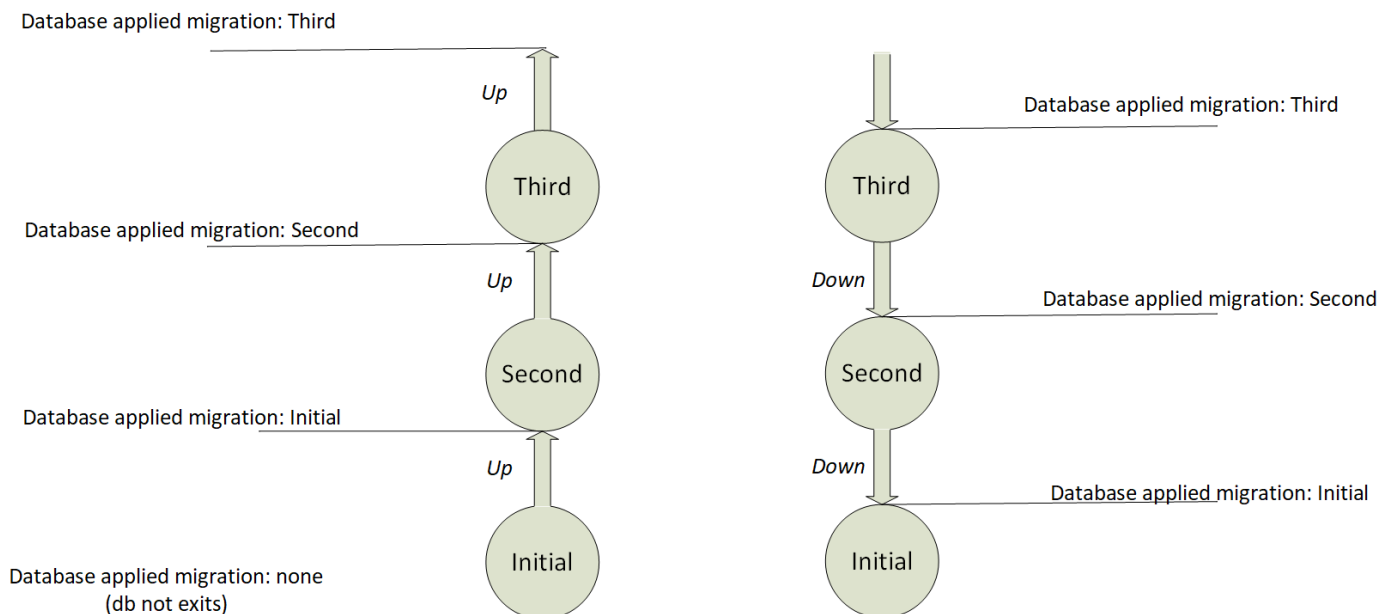 Database applied migration: Third
Up
Database applied migration: Third
Third
Third
Database applied migration: Second
Up
Down
Database applied migration: Second
Second
Second
Database applied migration: Initial
Up
Down
Database applied migration: Initial
Initial
Initial
Database applied migration: none
(db not exits)